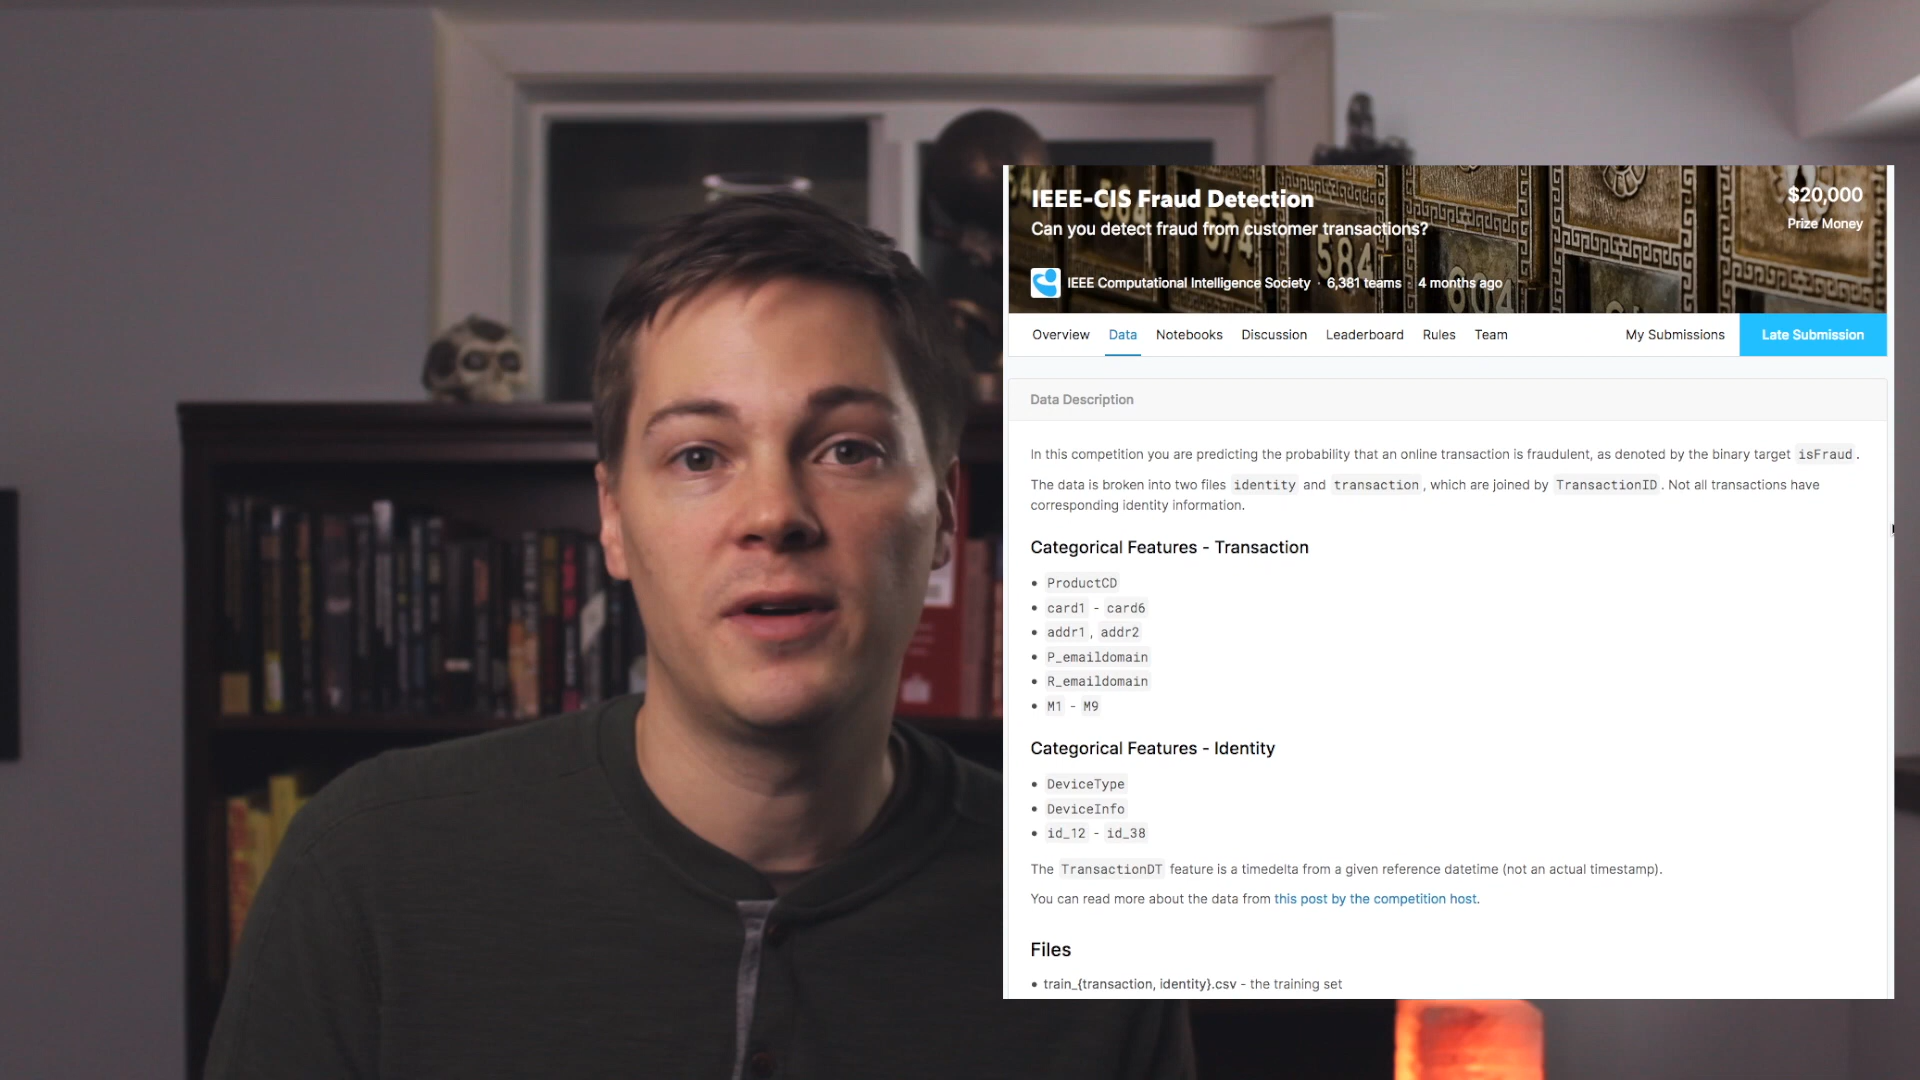 IEEE-CIS Fraud Detection
$20,000
Can you detect fraud from customer transactions?
Prize Money
IEEE Computational Intelligence Society · 6,381 teams · 4 months ago
Overview Data Notebooks Discussion Leaderboard Rules Team My Submissions Late Submission
Data Description
In this competition you are predicting the probability that an online transaction is fraudulent, as denoted by the binary target isFraud.
The data is broken into two files identity and transaction, which are joined by TransactionID. Not all transactions have
corresponding identity information.
Categorical Features - Transaction
• ProductCD
• card1 - card6
• addr1, addr2
• P_emaildomain
• R_emaildomain
• M1 - M9
Categorical Features - Identity
• DeviceType
• DeviceInfo
• id_12 - id_38
The TransactionDT feature is a timedelta from a given reference datetime (not an actual timestamp).
You can read more about the data from this post by the competition host.
Files
• train_{transaction, identity}.csv - the training set